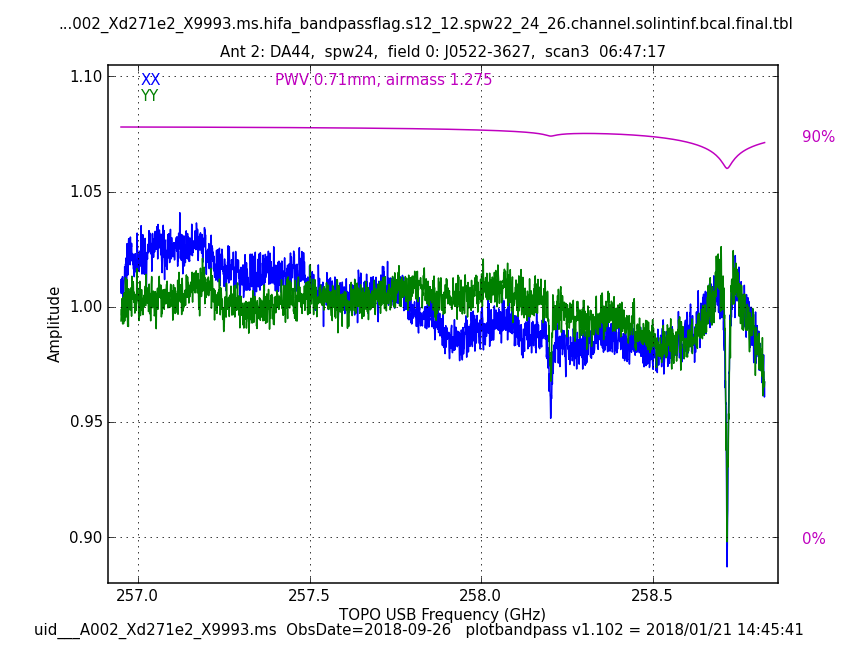 ...002_Xd271e2_X9993.ms.hifa_bandpassflag.s12_12.spw22_24_26.channel.solintinf.bcal.final.tbl
Ant 2: DA44,  spw24,  field 0: J0522-3627,  scan3  06:47:17
XX
YY
PWV 0.71mm, airmass 1.275
90%
0%
Amplitude
1.10
1.05
1.00
0.95
0.90
257.0 257.5 258.0 258.5
TOPO USB Frequency (GHz)
uid___A002_Xd271e2_X9993.ms  ObsDate=2018-09-26   plotbandpass v1.102 = 2018/01/21 14:45:41